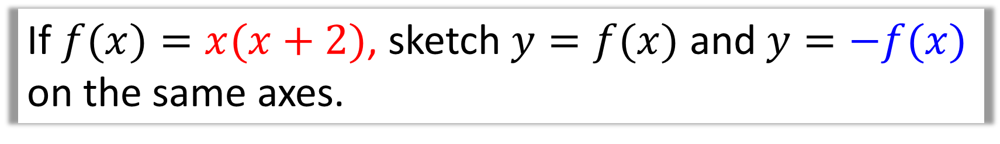 If f(x) = x(x + 2), sketch y = f(x) and y = −f(x)
on the same axes.